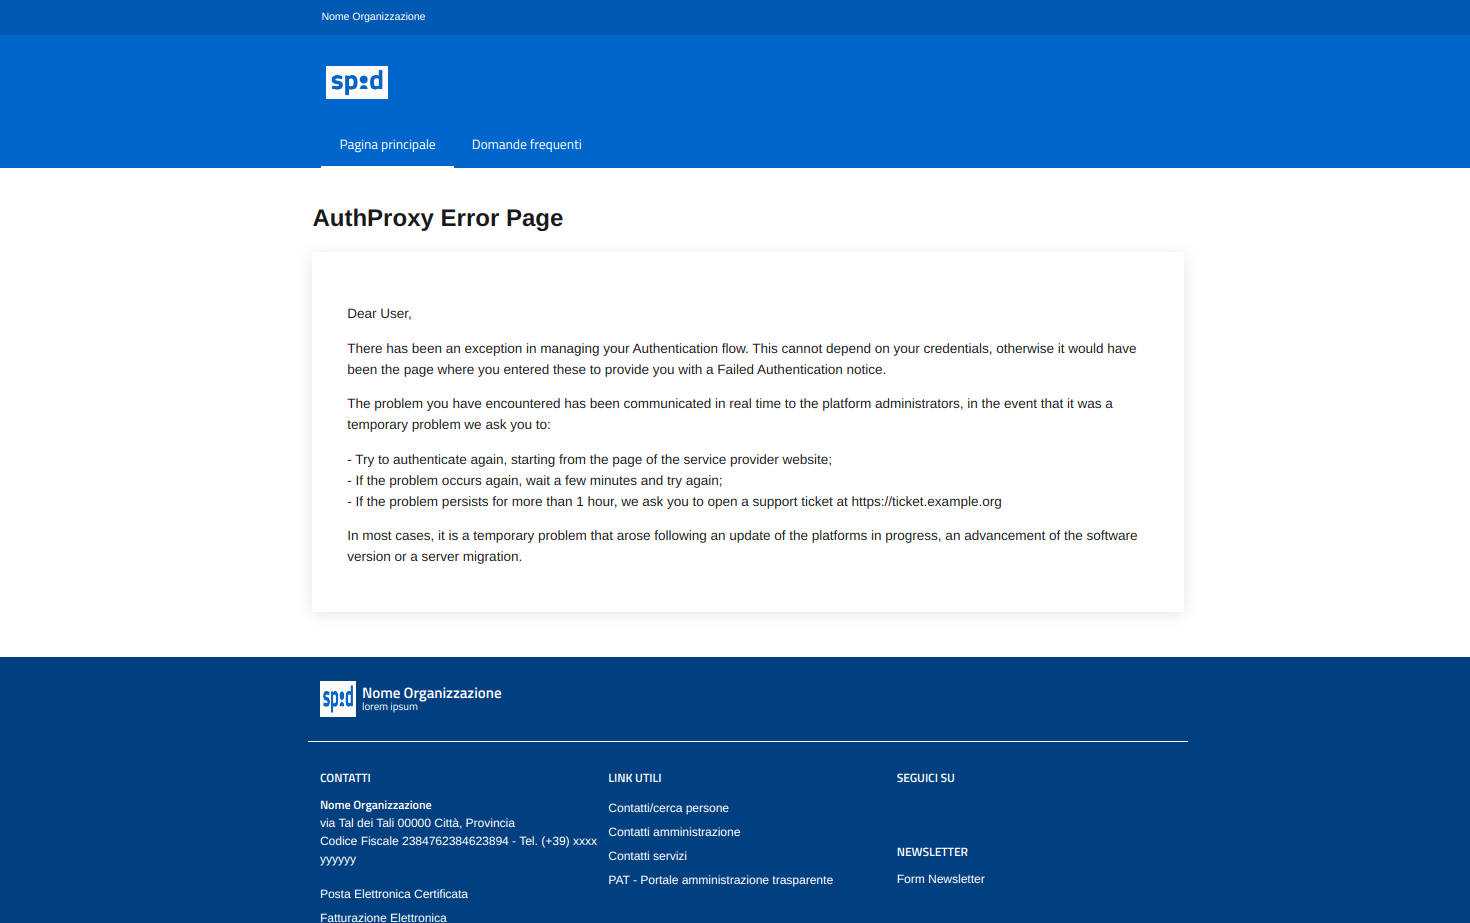 Nome Organizzazione
spid
Pagina principale
Domande frequenti
AuthProxy Error Page
Dear User,
There has been an exception in managing your Authentication flow. This cannot depend on your credentials, otherwise it would have
been the page where you entered these to provide you with a Failed Authentication notice.
The problem you have encountered has been communicated in real time to the platform administrators, in the event that it was a
temporary problem we ask you to:
- Try to authenticate again, starting from the page of the service provider website;
- If the problem occurs again, wait a few minutes and try again;
- If the problem persists for more than 1 hour, we ask you to open a support ticket at https://ticket.example.org
In most cases, it is a temporary problem that arose following an update of the platforms in progress, an advancement of the software
version or a server migration.
spid
Nome Organizzazione
lorem ipsum
CONTATTI
Nome Organizzazione
via Tal dei Tali 00000 Città, Provincia
Codice Fiscale 2384762384623894 - Tel. (+39) xxxx
yyyyyy
Posta Elettronica Certificata
Fatturazione Elettronica
LINK UTILI
Contatti/cerca persone
Contatti amministrazione
Contatti servizi
PAT - Portale amministrazione trasparente
SEGUICI SU
NEWSLETTER
Form Newsletter